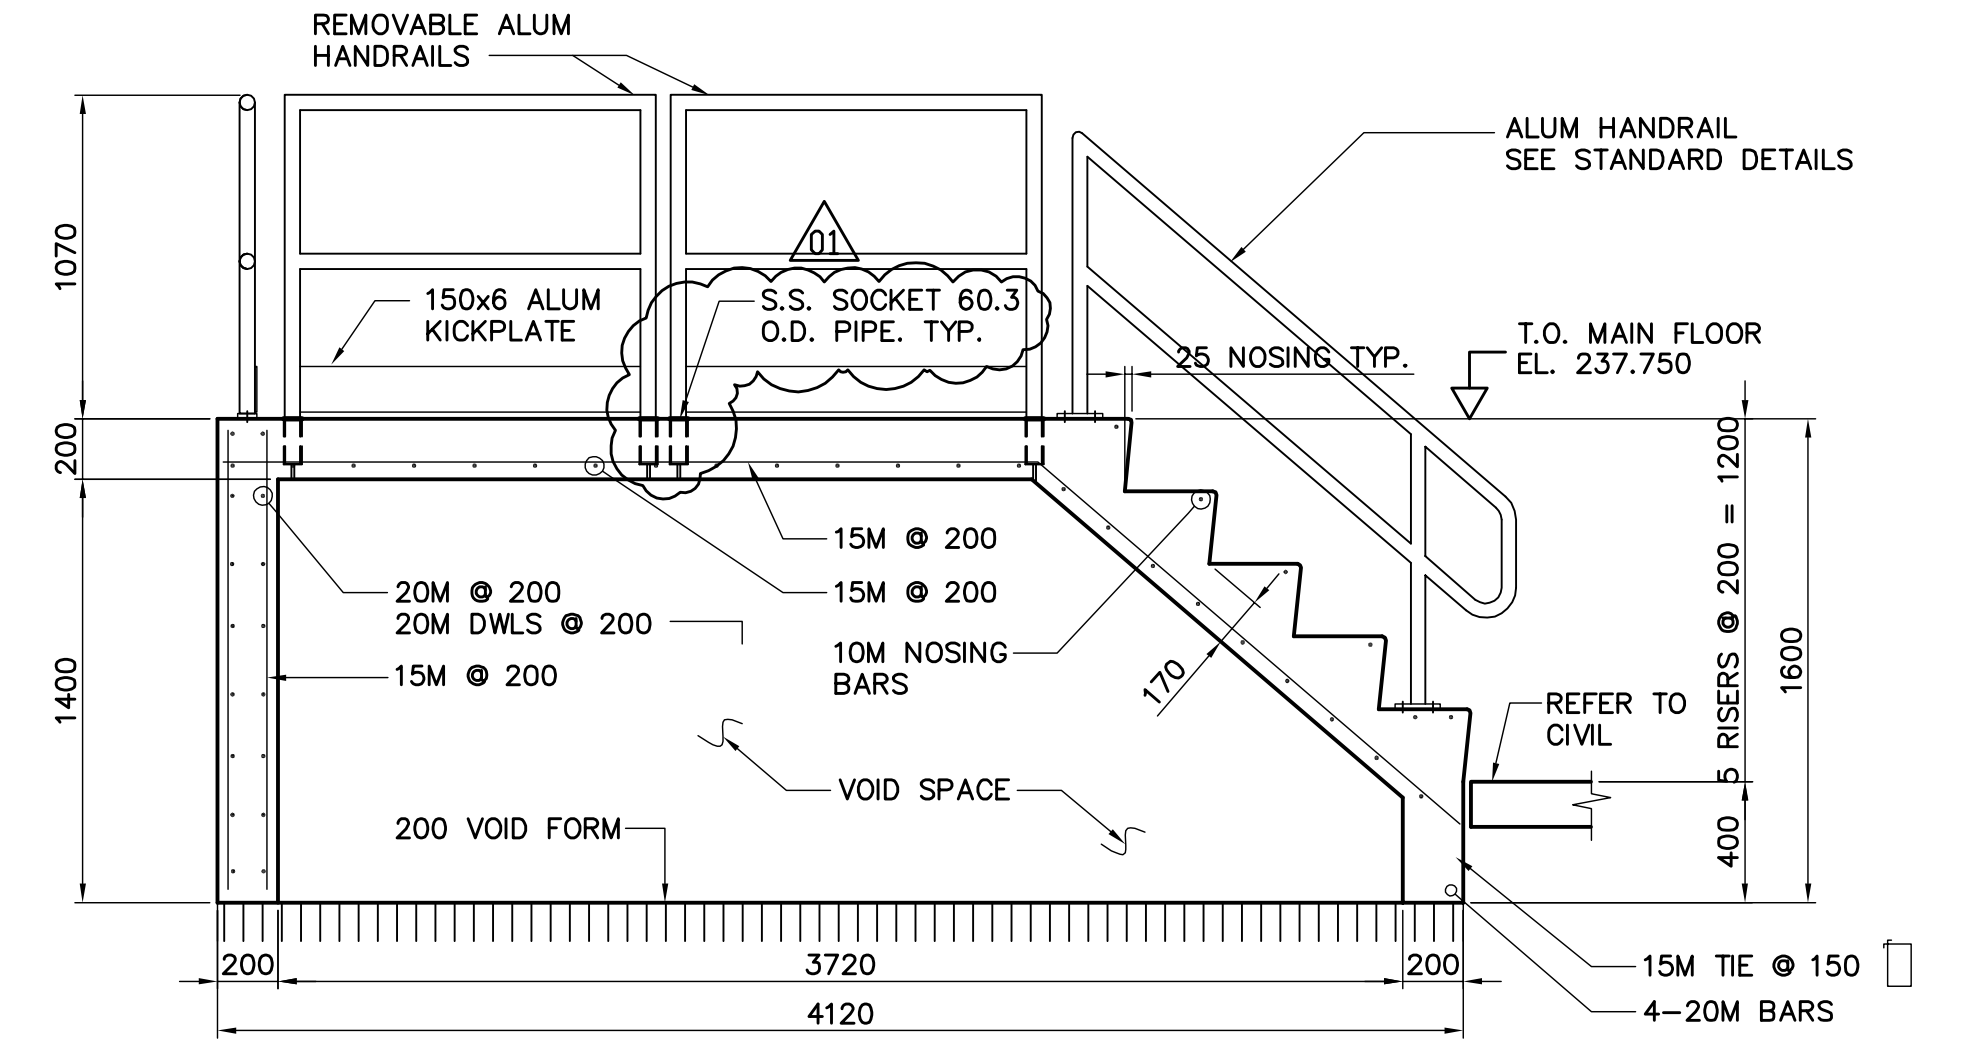 REMOVABLE ALUM
HANDRAILS
ALUM HANDRAIL
SEE STANDARD DETAILS
01
1070
150x6 ALUM
KICKPLATE
S.S. SOCKET 60.3
O.D. PIPE. TYP.
25 NOSING TYP.
T.O. MAIN FLOOR
EL. 237.750
200
15M @ 200
15M @ 200
20M @ 200
20M DWLS @ 200
15M @ 200
10M NOSING
BARS
170
1400
5 RISERS @ 200 = 1200
1600
REFER TO
CIVIL
VOID SPACE
200 VOID FORM
400
200
3720
200
15M TIE @ 150
4120
4-20M BARS